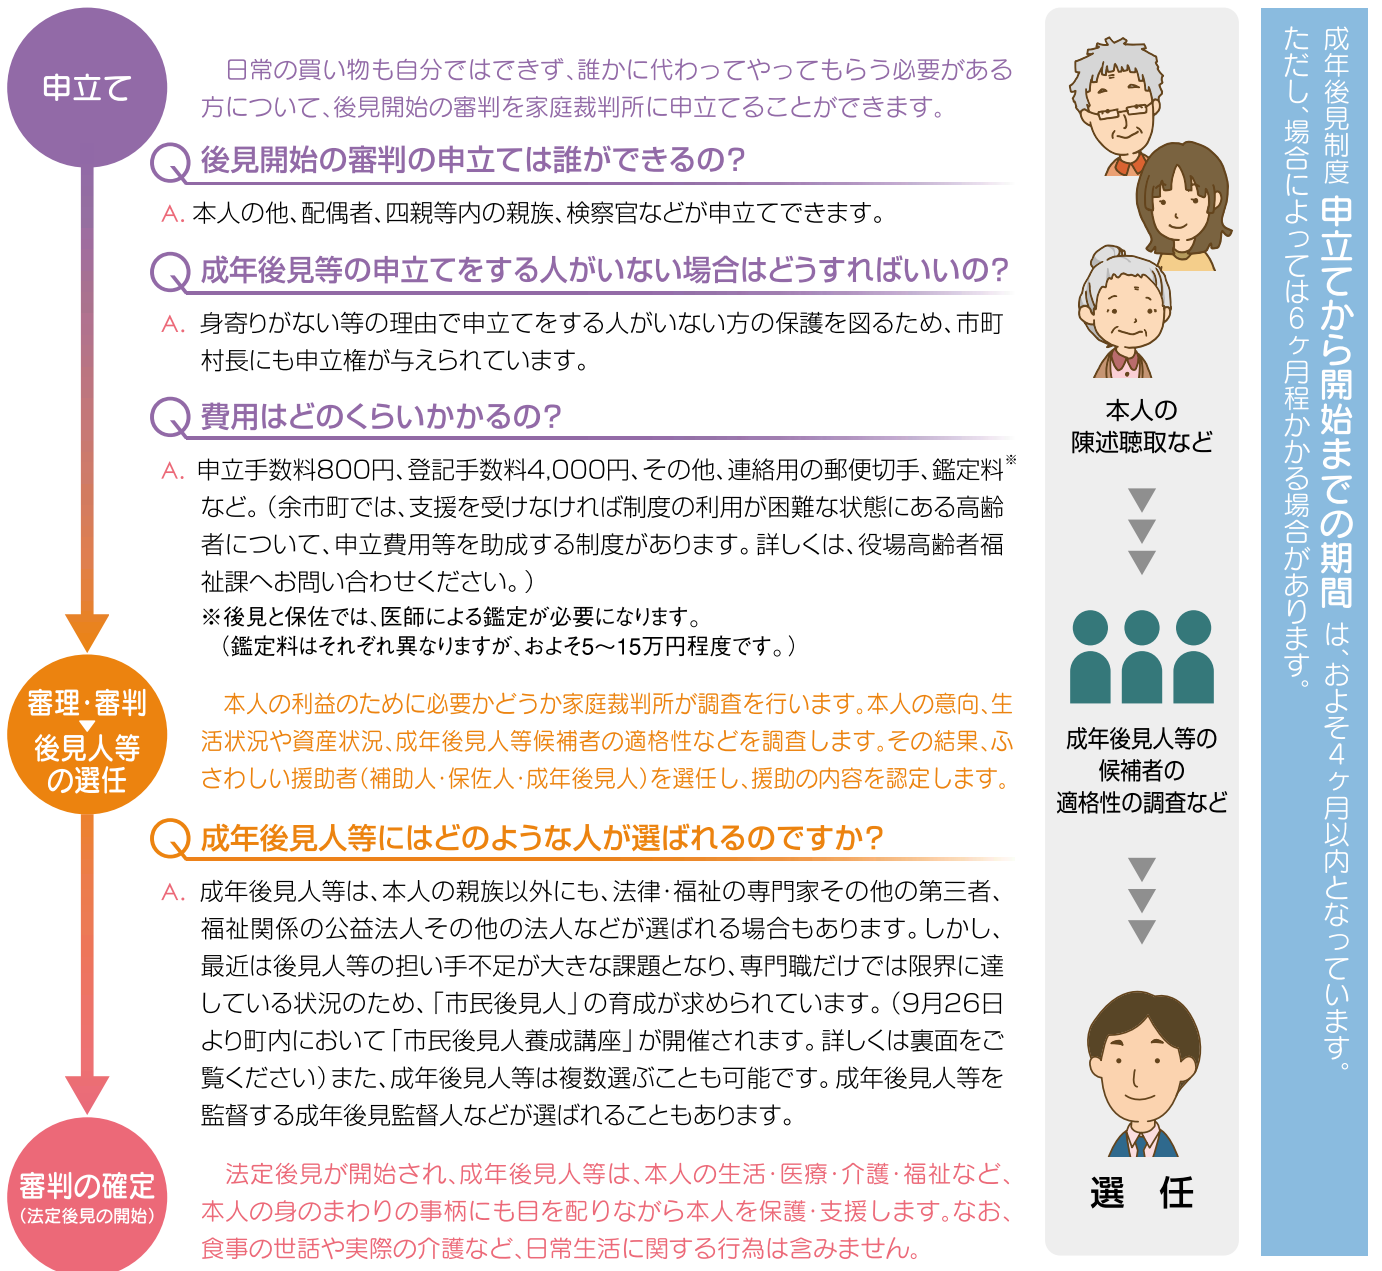 申立て
日常の買い物も自分ではできず、誰かに代わってやってもらう必要がある
方について、後見開始の審判を家庭裁判所に申立てることができます。
Q 後見開始の審判の申立ては誰ができるの？
A. 本人の他、配偶者、四親等内の親族、検察官などが申立てできます。
Q 成年後見等の申立てをする人がいない場合はどうすればいいの？
A. 身寄りがない等の理由で申立てをする人がいない方の保護を図るため、市町
村長にも申立権が与えられています。
Q 費用はどのくらいかかるの？
A. 申立手数料800円、登記手数料4,000円、その他、連絡用の郵便切手、鑑定料※
など。（余市町では、支援を受けなければ制度の利用が困難な状態にある高齢
者について、申立費用等を助成する制度があります。詳しくは、役場高齢者福
祉課へお問い合わせください。）
※後見と保佐では、医師による鑑定が必要になります。
（鑑定料はそれぞれ異なりますが、およそ5〜15万円程度です。）
審理・審判
▼
後見人等
の選任
本人の利益のために必要かどうか家庭裁判所が調査を行います。本人の意向、生
活状況や資産状況、成年後見人等候補者の適格性などを調査します。その結果、ふ
さわしい援助者（補助人・保佐人・成年後見人）を選任し、援助の内容を認定します。
Q 成年後見人等にはどのような人が選ばれるのですか？
A. 成年後見人等は、本人の親族以外にも、法律・福祉の専門家その他の第三者、
福祉関係の公益法人その他の法人などが選ばれる場合もあります。しかし、
最近は後見人等の担い手不足が大きな課題となり、専門職だけでは限界に達
している状況のため、「市民後見人」の育成が求められています。（9月26日
より町内において「市民後見人養成講座」が開催されます。詳しくは裏面をご
覧ください）また、成年後見人等は複数選ぶことも可能です。成年後見人等を
監督する成年後見監督人などが選ばれることもあります。
審判の確定
（法定後見の開始）
法定後見が開始され、成年後見人等は、本人の生活・医療・介護・福祉など、
本人の身のまわりの事柄にも目を配りながら本人を保護・支援します。なお、
食事の世話や実際の介護など、日常生活に関する行為は含みません。
本人の
陳述聴取など
成年後見人等の
候補者の
適格性の調査など
選　任
成年後見制度 申立てから開始までの期間 は、およそ4ヶ月以内となっています。
ただし、場合によっては6ヶ月程かかる場合があります。